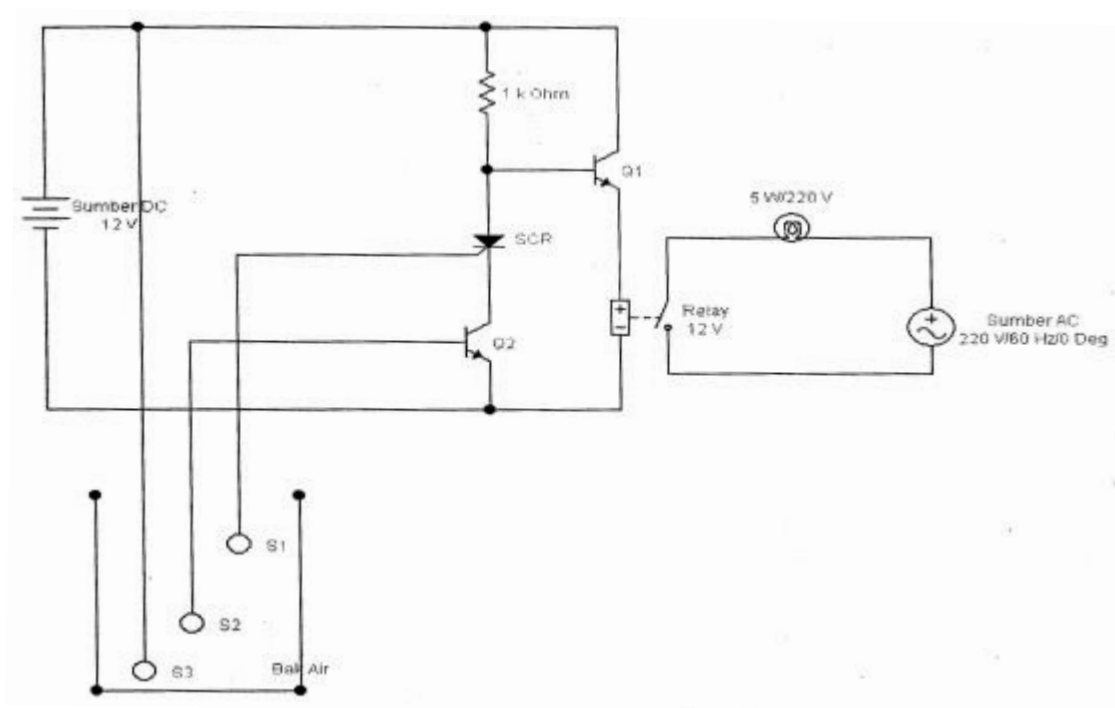 1 k Ohm
Q1
Sumber DC
12 V
5 W/220 V
SCR
Relay
12 V
Sumber AC
220 V/60 Hz/0 Deg
Q2
S1
S2
S3
Bak Air